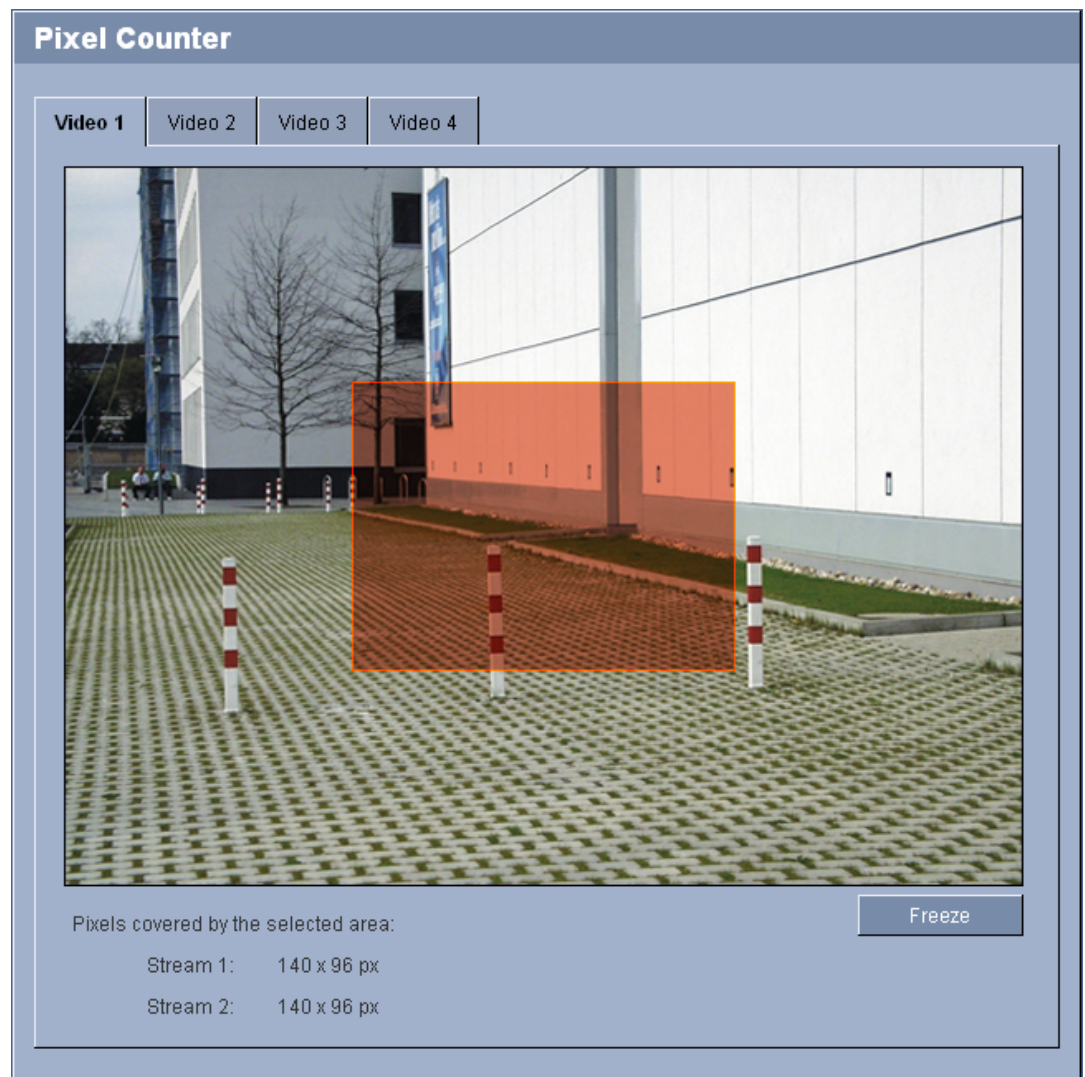 Pixel Counter
Video 1 Video 2 Video 3 Video 4
Pixels covered by the selected area:
Freeze
Stream 1: 140 x 96 px
Stream 2: 140 x 96 px